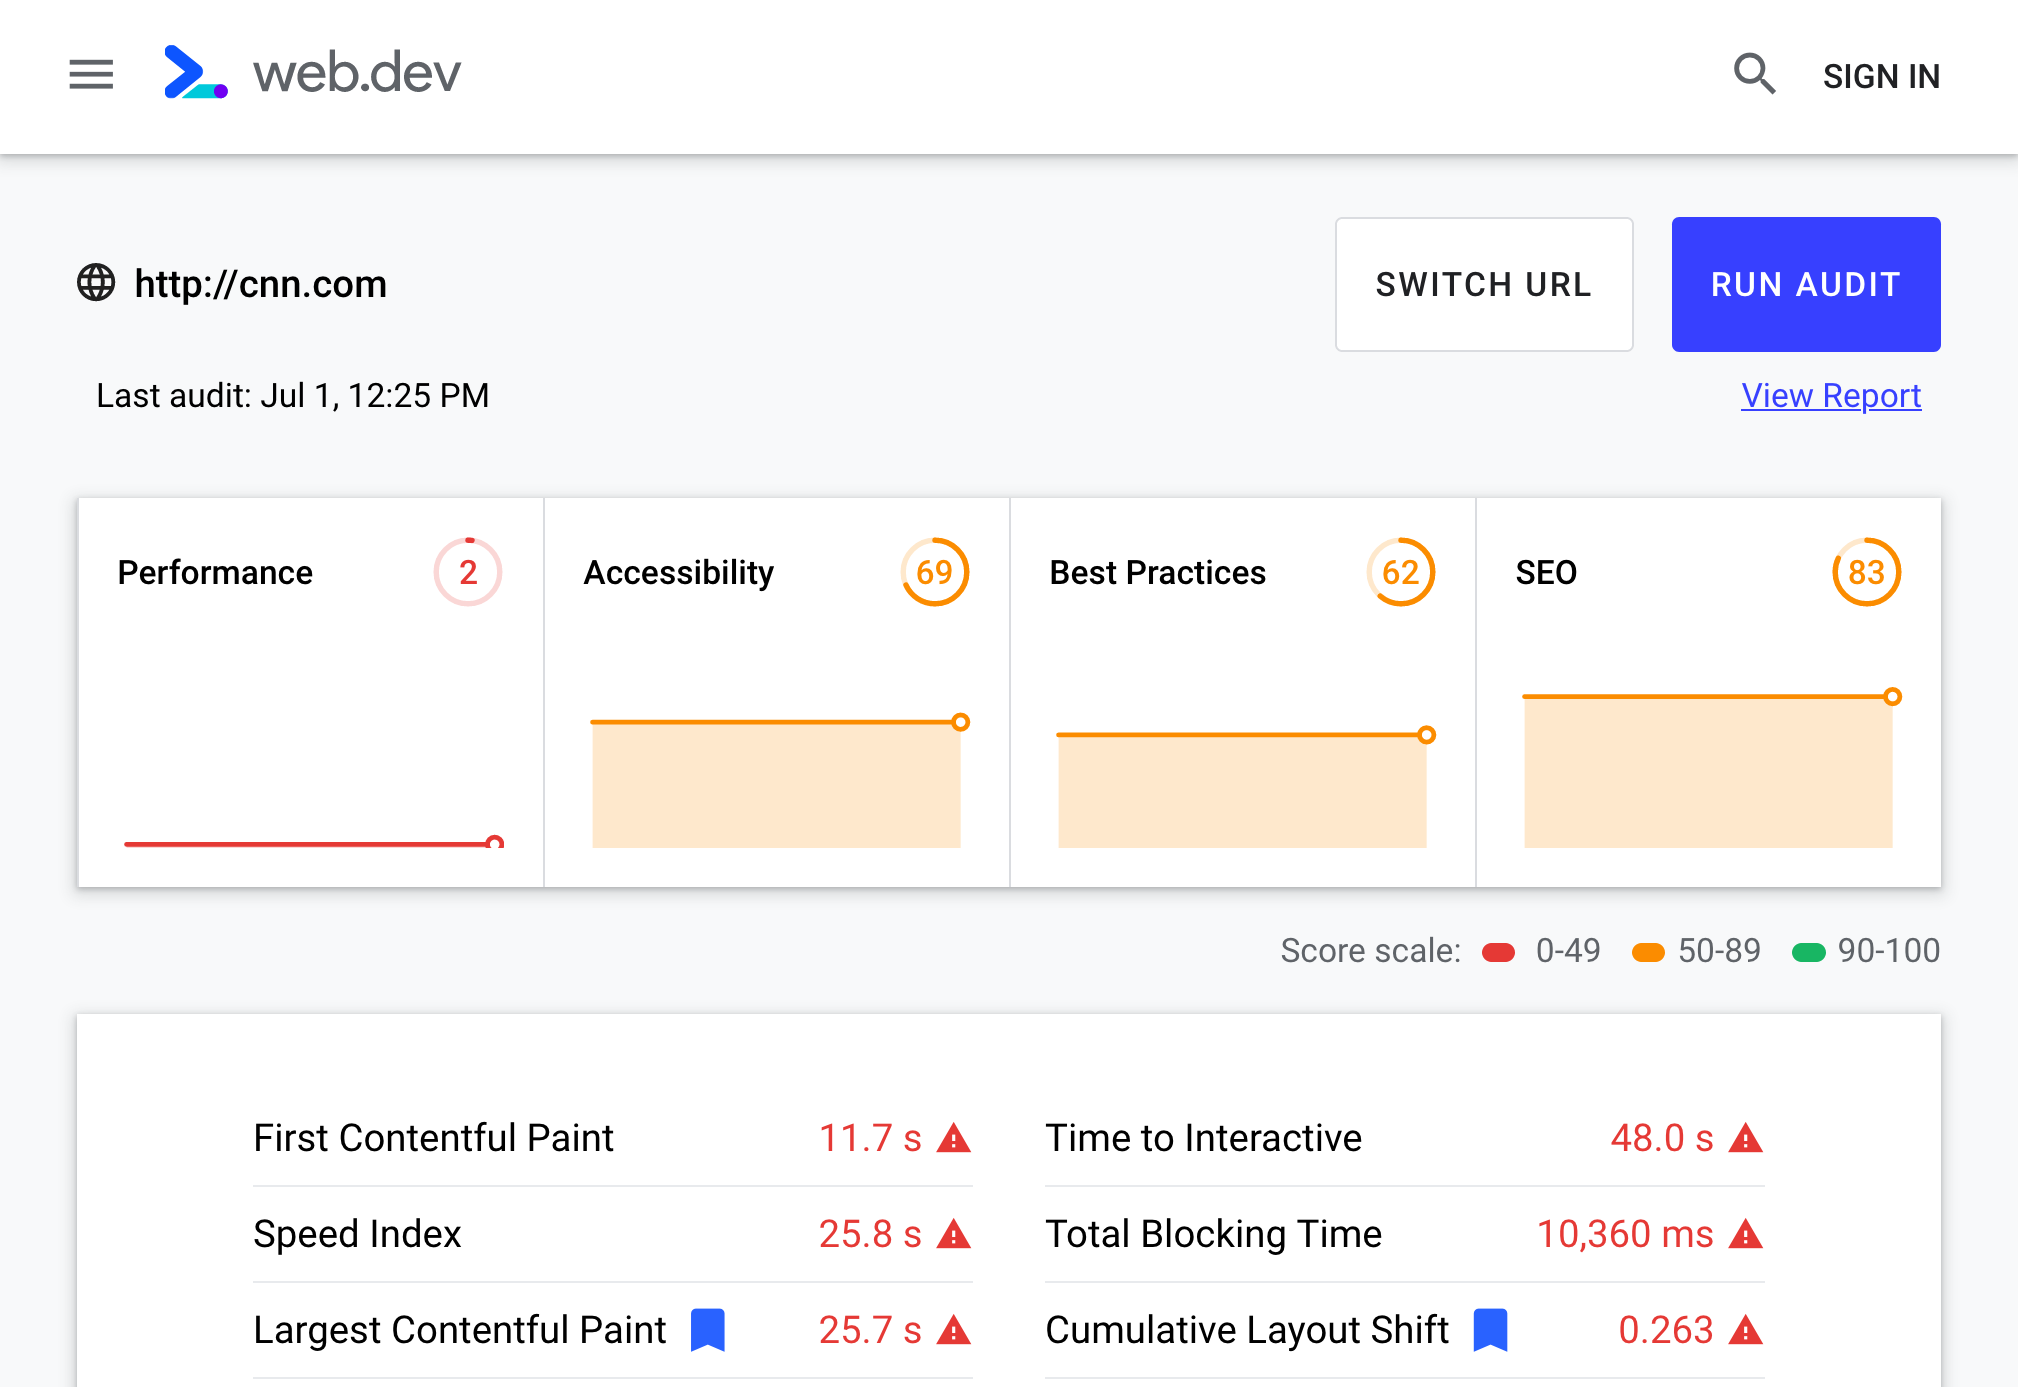 web.dev
SIGN IN
http://cnn.com
SWITCH URL
RUN AUDIT
Last audit: Jul 1, 12:25 PM
View Report
Performance
2
Accessibility
69
Best Practices
62
SEO
83
Score scale: 0-49 50-89 90-100
First Contentful Paint 11.7 s
Time to Interactive 48.0 s
Speed Index 25.8 s
Total Blocking Time 10,360 ms
Largest Contentful Paint 25.7 s
Cumulative Layout Shift 0.263